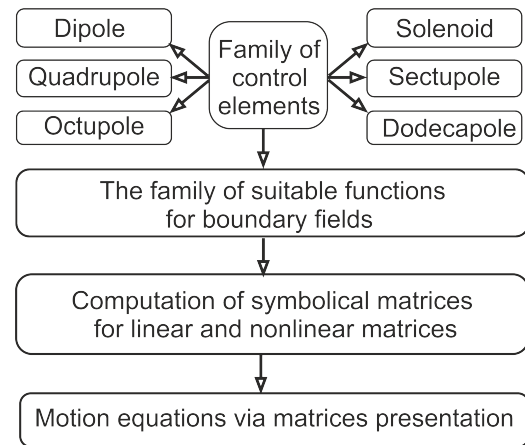 Dipole
Quadrupole
Octupole
Family of
control
elements
Solenoid
Sectupole
Dodecapole
The family of suitable functions
for boundary fields
Computation of symbolical matrices
for linear and nonlinear matrices
Motion equations via matrices presentation